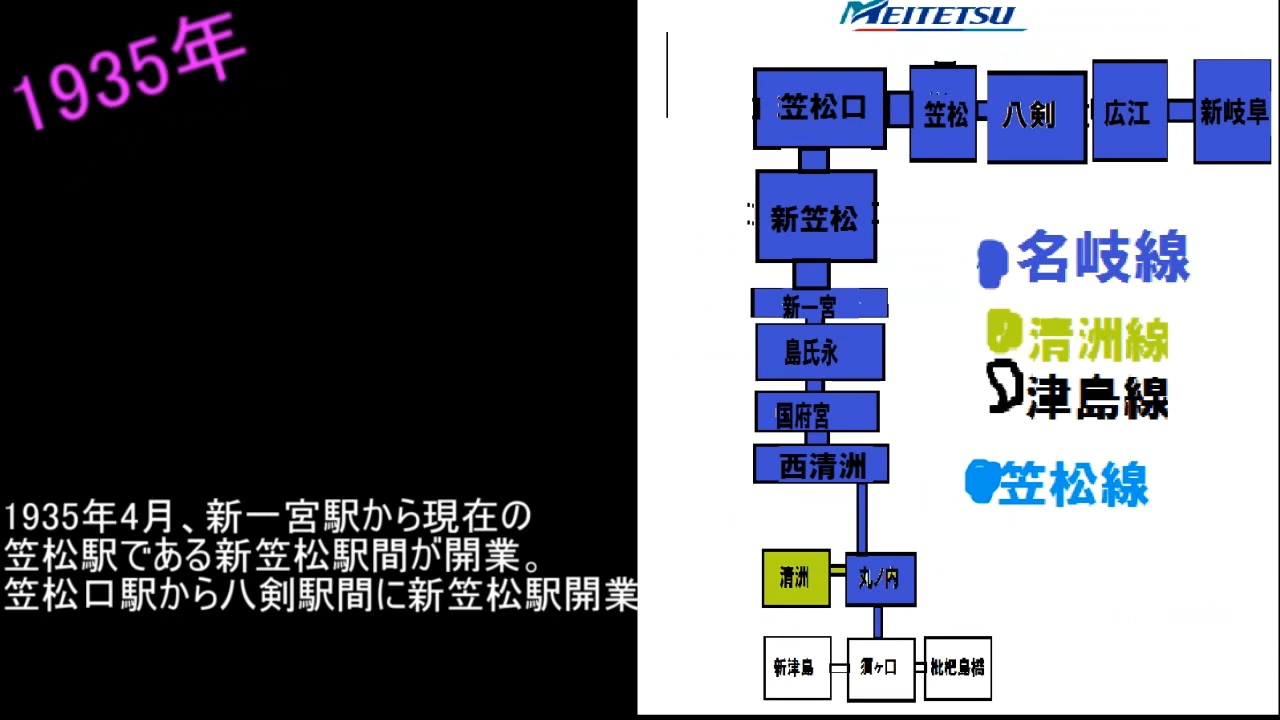 1935年
1935年4月、新一宮駅から現在の
笠松駅である新笠松駅間が開業。
笠松口駅から八剣駅間に新笠松駅開業
MEITETSU
笠松口 笠松 八剣 広江 新岐阜
新笠松
新一宮
島氏永
国府宮
西清洲
清洲 丸ノ内
新津島 須ヶ口 枇杷島橋
名岐線
清洲線
津島線
笠松線